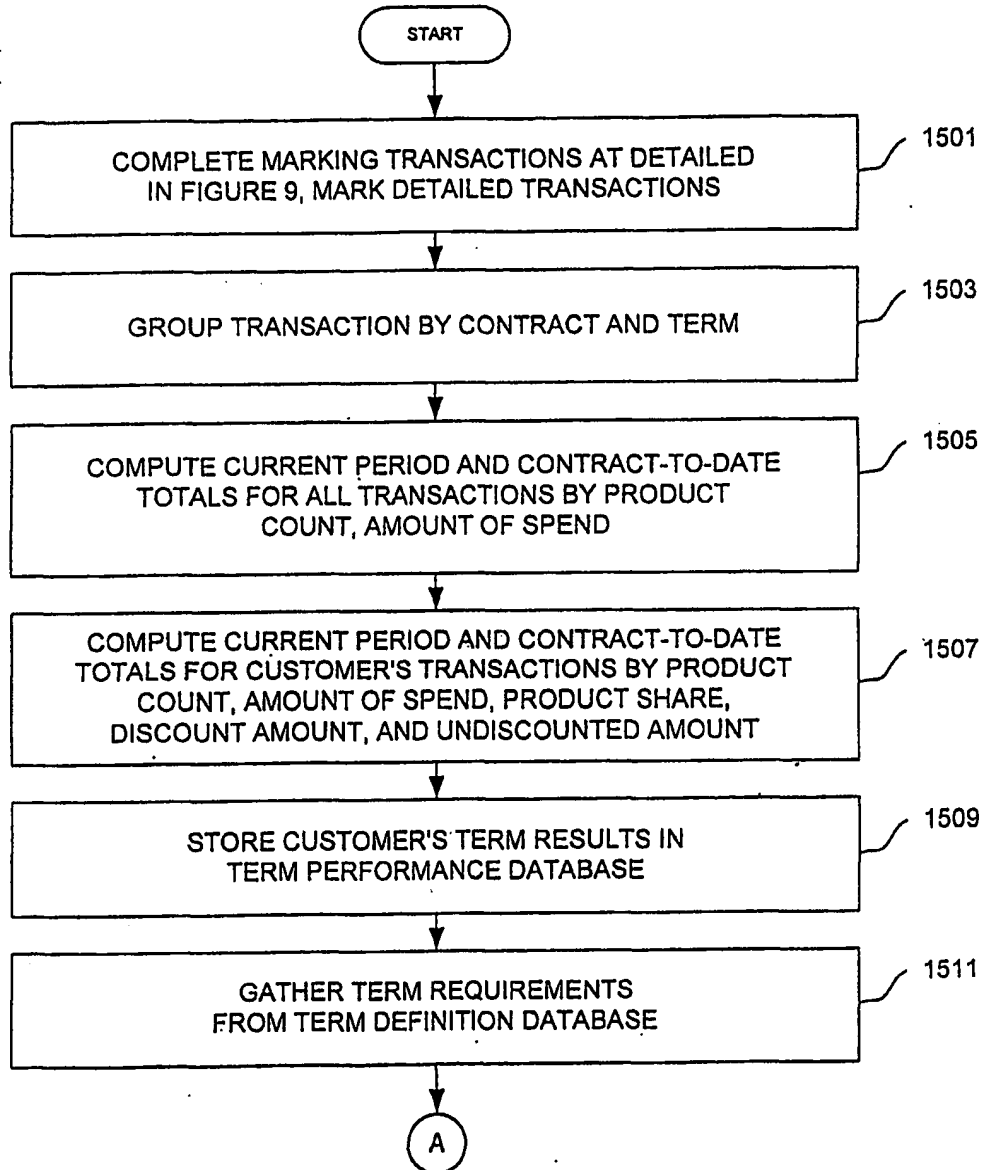 START
COMPLETE MARKING TRANSACTIONS AT DETAILED
IN FIGURE 9, MARK DETAILED TRANSACTIONS
1501
GROUP TRANSACTION BY CONTRACT AND TERM
1503
COMPUTE CURRENT PERIOD AND CONTRACT-TO-DATE
TOTALS FOR ALL TRANSACTIONS BY PRODUCT
COUNT, AMOUNT OF SPEND
1505
COMPUTE CURRENT PERIOD AND CONTRACT-TO-DATE
TOTALS FOR CUSTOMER'S TRANSACTIONS BY PRODUCT
COUNT, AMOUNT OF SPEND, PRODUCT SHARE,
DISCOUNT AMOUNT, AND UNDISCOUNTED AMOUNT
1507
STORE CUSTOMER'S TERM RESULTS IN
TERM PERFORMANCE DATABASE
1509
GATHER TERM REQUIREMENTS
FROM TERM DEFINITION DATABASE
1511
A